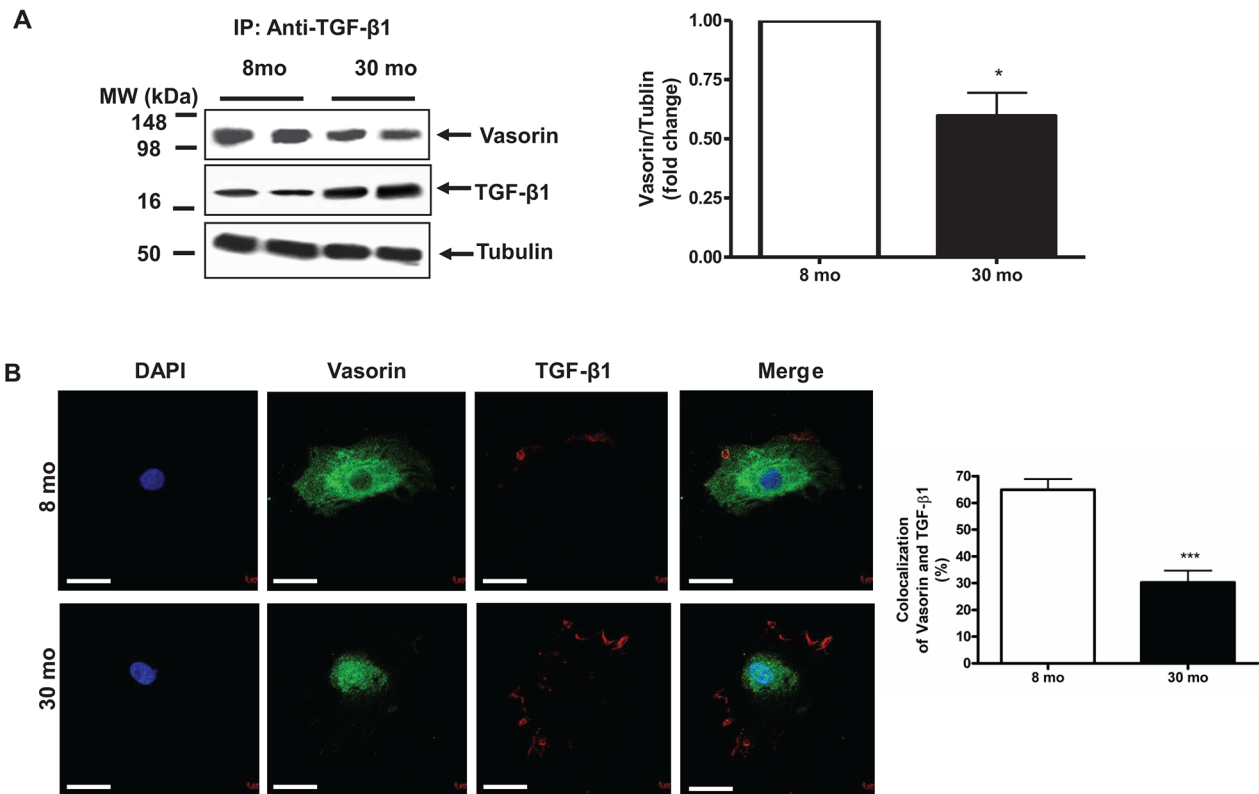 A
IP: Anti-TGF-β1
8mo 30 mo
MW (kDa)
148
98
Vasorin
16
TGF-β1
50
Tubulin
Vasorin/Tublin
(fold change)
1.00
0.75
0.50
0.25
0.00
*
8 mo 30 mo
B
DAPI Vasorin TGF-β1 Merge
8 mo
30 mo
Colocalization
of Vasorin and TGF-β1
(%)
70
60
50
40
30
20
10
0
***
8 mo 30 mo